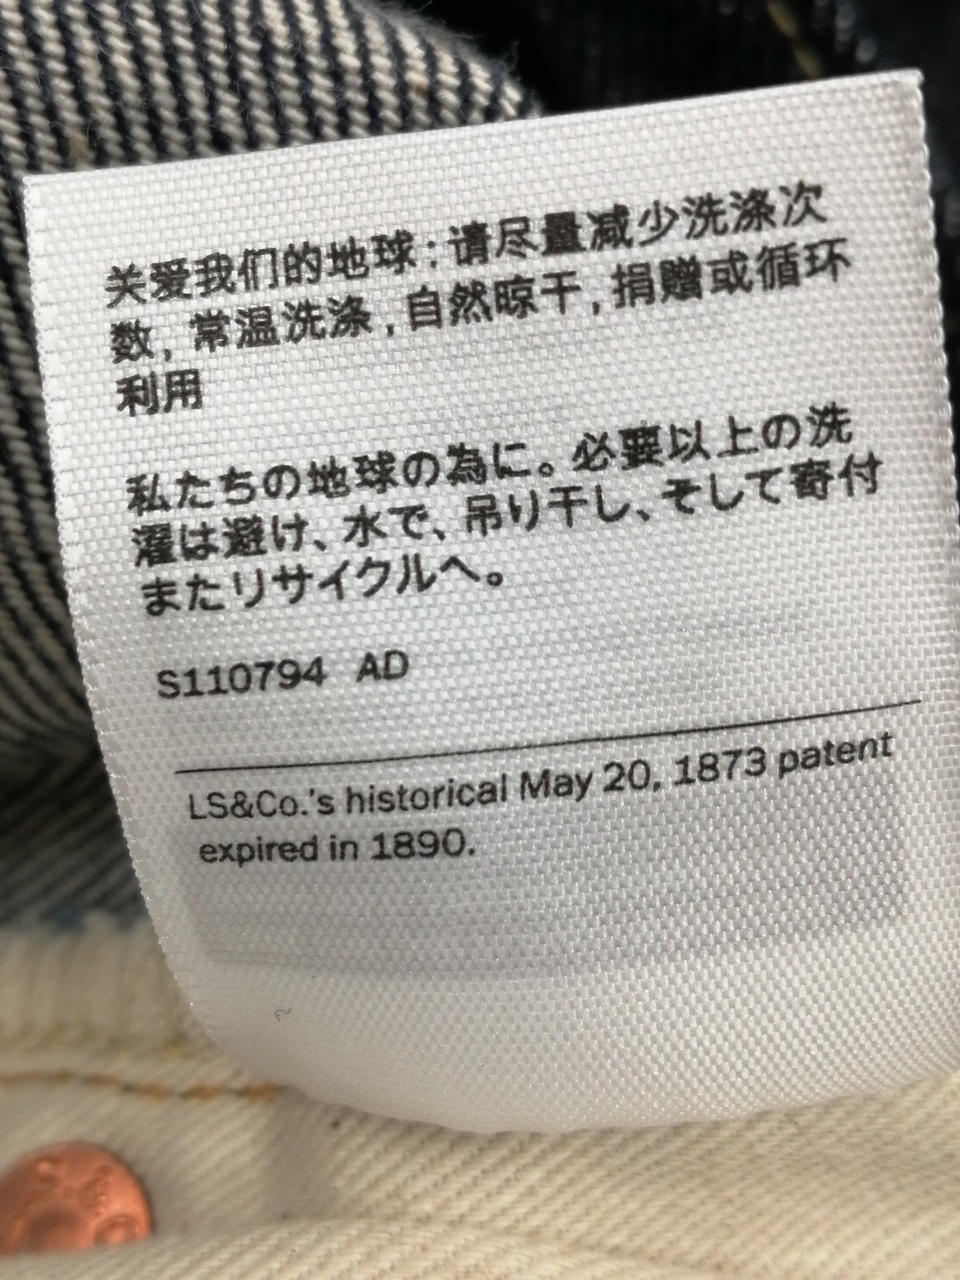 关爱我们的地球：请尽量减少洗涤次
数, 常温洗涤, 自然晾干, 捐赠或循环
利用
私たちの地球の為に。必要以上の洗
濯は避け、水で、吊り干し、そして寄付
またリサイクルへ。
S110794 AD
LS&Co.'s historical May 20, 1873 patent
expired in 1890.